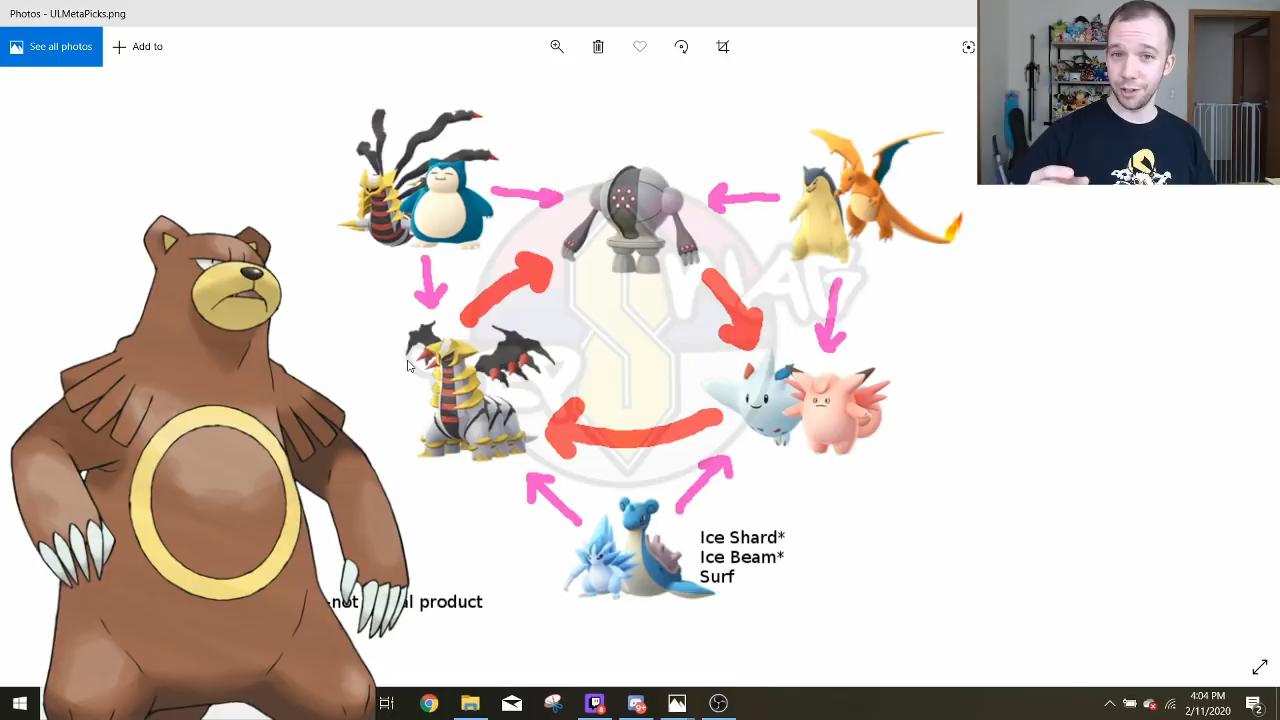 Photos - ULMetaPicks.png
See all photos
Add to
SWAG
Ice Shard*
Ice Beam*
Surf
product
4:04 PM
2/11/2020